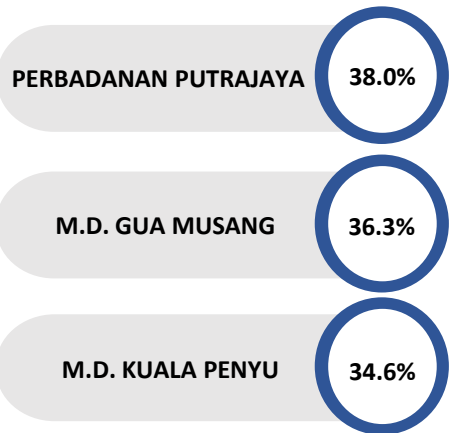 PERBADANAN PUTRAJAYA 38.0%
M.D. GUA MUSANG 36.3%
M.D. KUALA PENYU 34.6%